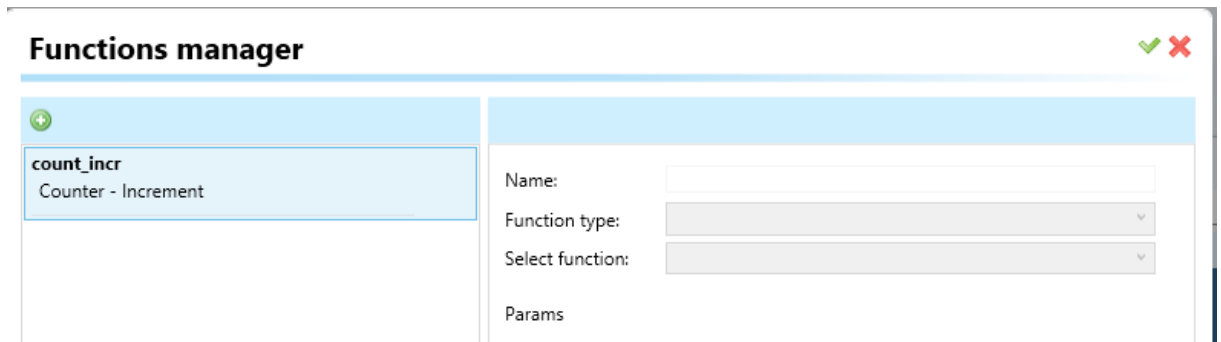 Functions manager
count_incr
Counter - Increment
Name:
Function type:
Select function:
Params